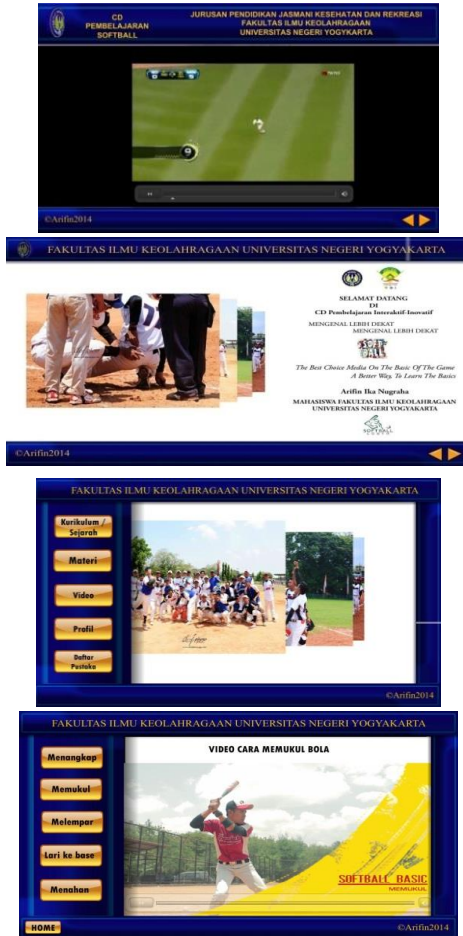 CD
PEMBELAJARAN
SOFTBALL
JURUSAN PENDIDIKAN JASMANI KESEHATAN DAN REKREASI
FAKULTAS ILMU KEOLAHRAGAAN
UNIVERSITAS NEGERI YOGYAKARTA
9
©Arifin2014
FAKULTAS ILMU KEOLAHRAGAAN UNIVERSITAS NEGERI YOGYAKARTA
SELAMAT DATANG
DI
CD Pembelajaran Interaktif-Inovatif
MENGENAL LEBIH DEKAT
MENGENAL LEBIH DEKAT
SOFT
BALL
The Best Choice Media On The Basic Of The Game
A Better Way, To Learn The Basics
Arifin Ika Nugraha
MAHASISWA FAKULTAS ILMU KEOLAHRAGAAN
UNIVERSITAS NEGERI YOGYAKARTA
SOFTBALL
©Arifin2014
FAKULTAS ILMU KEOLAHRAGAAN UNIVERSITAS NEGERI YOGYAKARTA
Kurikulum /
Sejarah
Materi
Video
Profil
Daftar
Pustaka
©Arifin2014
FAKULTAS ILMU KEOLAHRAGAAN UNIVERSITAS NEGERI YOGYAKARTA
Menangkap
Memukul
Melempar
Lari ke base
Menahan
VIDEO CARA MEMUKUL BOLA
SOFTBALL BASIC
MEMUKUL
HOME
©Arifin2014